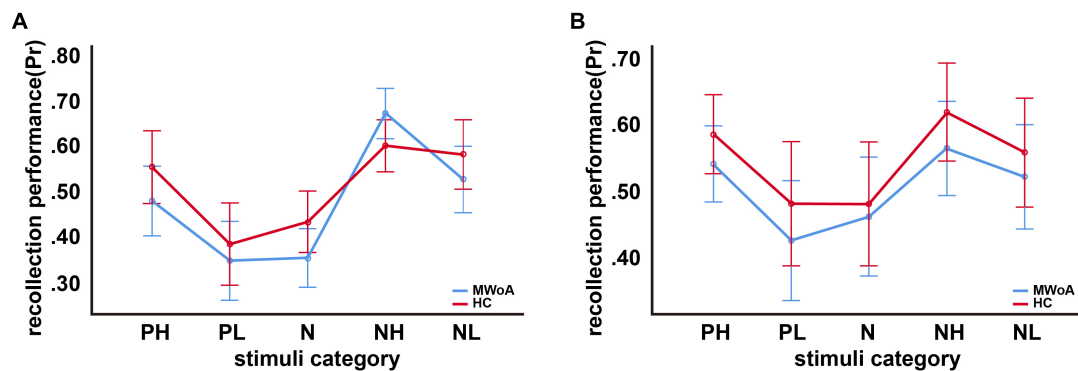 A
recollection performance(Pr)
.80
.70
.60
.50
.40
.30
MWoA
HC
PH PL N NH NL
stimuli category
B
recollection performance(Pr)
.70
.60
.50
.40
MWoA
HC
PH PL N NH NL
stimuli category